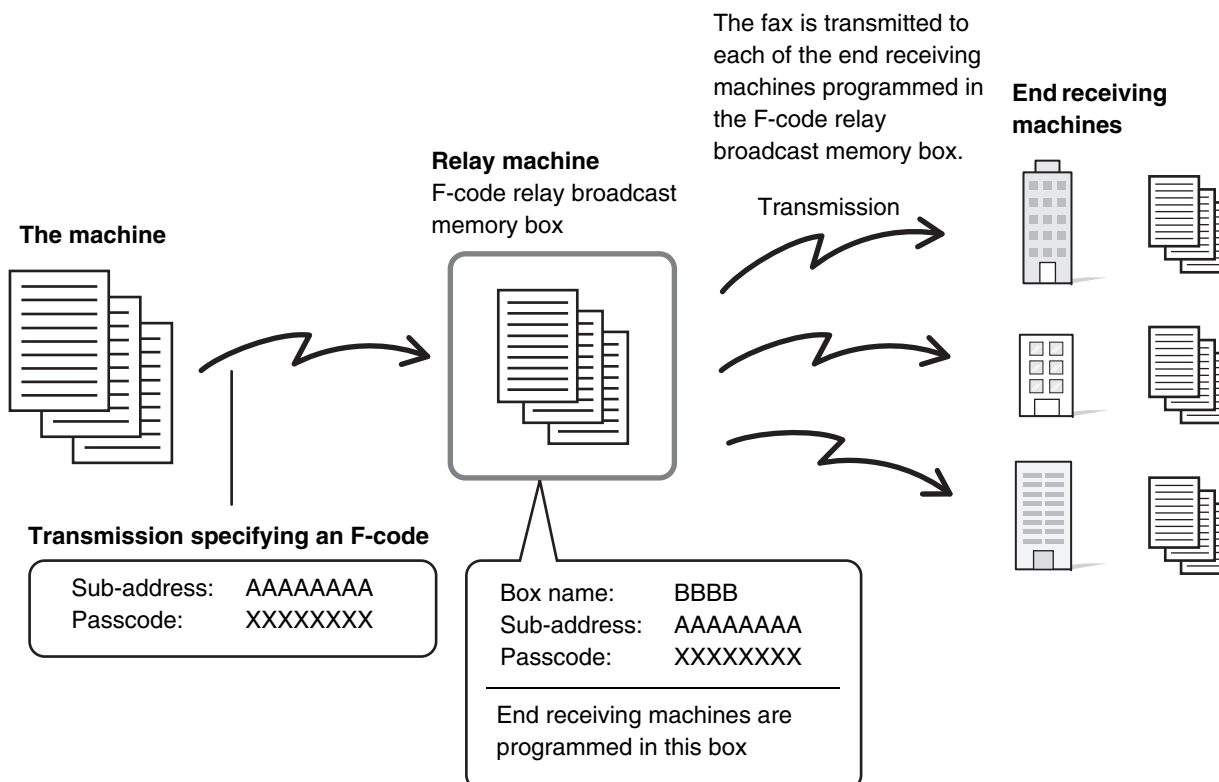 The fax is transmitted to
each of the end receiving
machines programmed in
the F-code relay
broadcast memory box.
End receiving
machines
Relay machine
F-code relay broadcast
memory box
Transmission
The machine
Transmission specifying an F-code
Sub-address: AAAAAAAA
Passcode: XXXXXXXX
Box name: BBBB
Sub-address: AAAAAAAA
Passcode: XXXXXXXX
End receiving machines are
programmed in this box